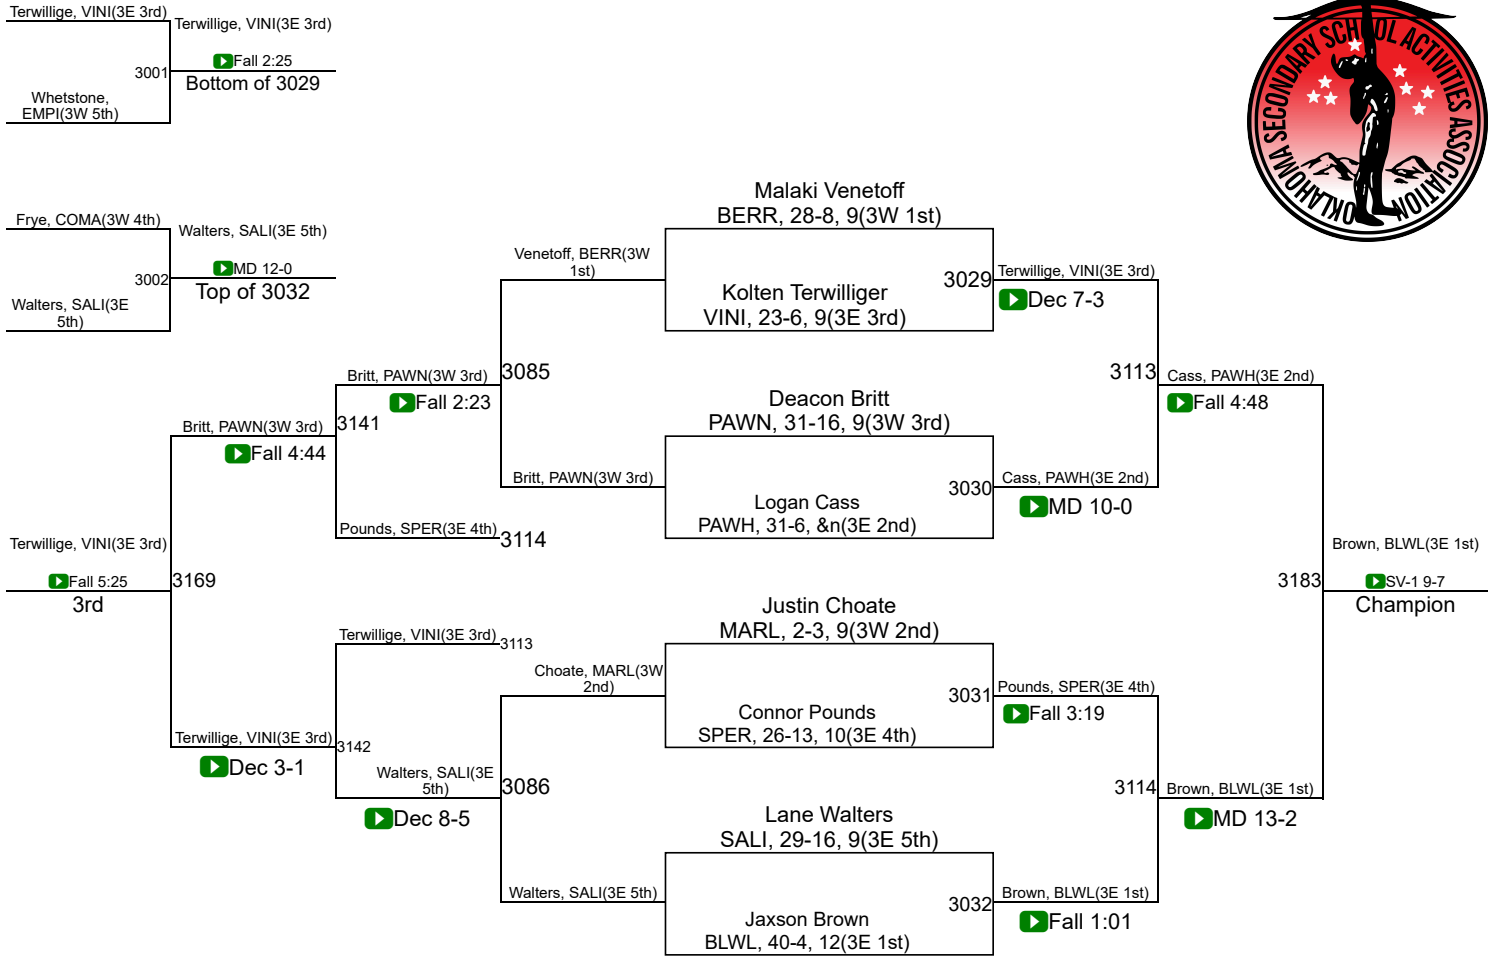 Terwillige, VINI(3E 3rd)
Terwillige, VINI(3E 3rd)
Fall 2:25
3001
Bottom of 3029
Whetstone,
EMPI(3W 5th)
Frye, COMA(3W 4th)
Walters, SALI(3E 5th)
MD 12-0
3002
Top of 3032
Walters, SALI(3E
5th)
OKLAHOMA SECONDARY SCHOOL ACTIVITIES ASSOCIATION
Malaki Venetoff
BERR, 28-8, 9(3W 1st)
Venetoff, BERR(3W
1st)
Kolten Terwilliger
VINI, 23-6, 9(3E 3rd)
3029
Terwillige, VINI(3E 3rd)
Dec 7-3
Britt, PAWN(3W 3rd)
3085
Fall 2:23
Deacon Britt
PAWN, 31-16, 9(3W 3rd)
3113
Cass, PAWH(3E 2nd)
Fall 4:48
Britt, PAWN(3W 3rd)
3141
Fall 4:44
Britt, PAWN(3W 3rd)
Logan Cass
PAWH, 31-6, &n(3E 2nd)
3030
Cass, PAWH(3E 2nd)
MD 10-0
Pounds, SPER(3E 4th)
3114
Terwillige, VINI(3E 3rd)
Fall 5:25
3rd
3169
Brown, BLWL(3E 1st)
3183
SV-1 9-7
Champion
Justin Choate
MARL, 2-3, 9(3W 2nd)
Terwillige, VINI(3E 3rd)
3113
Choate, MARL(3W
2nd)
Connor Pounds
SPER, 26-13, 10(3E 4th)
3031
Pounds, SPER(3E 4th)
Fall 3:19
Terwillige, VINI(3E 3rd)
3142
Dec 3-1
Walters, SALI(3E
5th)
3086
Dec 8-5
Lane Walters
SALI, 29-16, 9(3E 5th)
3114
Brown, BLWL(3E 1st)
MD 13-2
Walters, SALI(3E 5th)
Jaxson Brown
BLWL, 40-4, 12(3E 1st)
3032
Brown, BLWL(3E 1st)
Fall 1:01